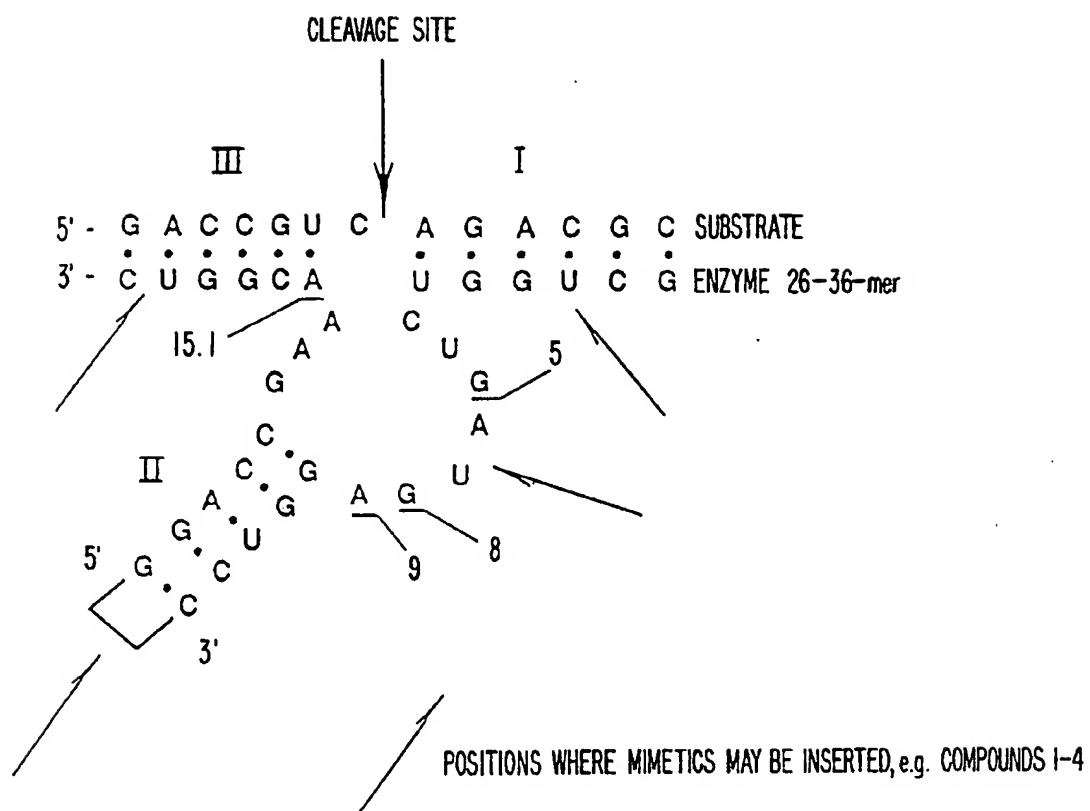 CLEAVAGE SITE
III I
5' - G A C C G U C A G A C G C SUBSTRATE
3' - C U G G C A U G G U C G ENZYME 26-36-mer
15.1 A C
A U 5
G G
C A
II C G U
A G A G
G U 9 8
5' G C
C
3'
POSITIONS WHERE MIMETICS MAY BE INSERTED, e.g. COMPOUNDS 1-4